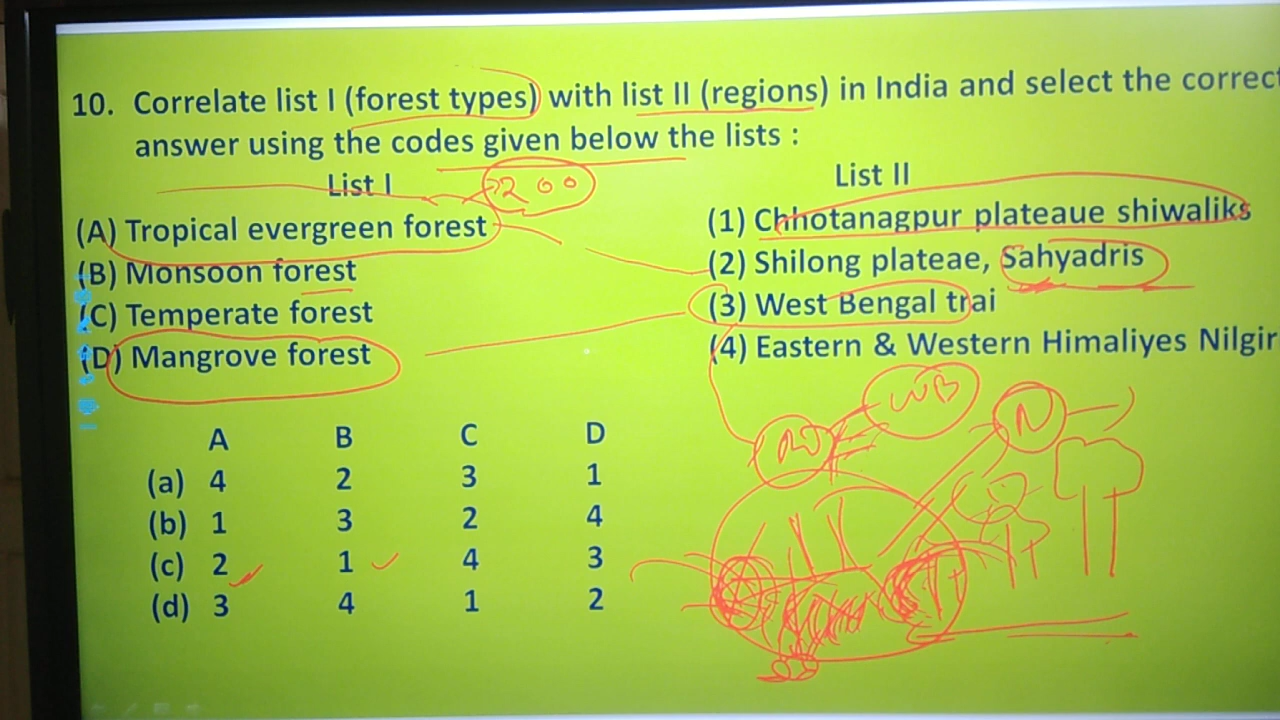 10. Correlate list I (forest types) with list II (regions) in India and select the correct
answer using the codes given below the lists :
List I List II
200
(A) Tropical evergreen forest (1) Chhotanagpur plateaue shiwaliks
(B) Monsoon forest (2) Shilong plateae, Sahyadris
(C) Temperate forest (3) West Bengal trai
(D) Mangrove forest (4) Eastern & Western Himaliyes Nilgir
WB N
A B C D
(a) 4 2 3 1
(b) 1 3 2 4
(c) 2 1 4 3
(d) 3 4 1 2